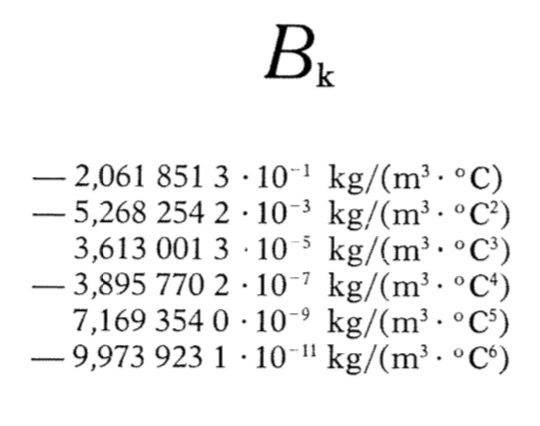 Bₖ
— 2,061 851 3 · 10⁻¹ kg/(m³ · °C)
— 5,268 254 2 · 10⁻³ kg/(m³ · °C²)
3,613 001 3 · 10⁻⁵ kg/(m³ · °C³)
— 3,895 770 2 · 10⁻⁷ kg/(m³ · °C⁴)
7,169 354 0 · 10⁻⁹ kg/(m³ · °C⁵)
— 9,973 923 1 · 10⁻¹¹ kg/(m³ · °C⁶)